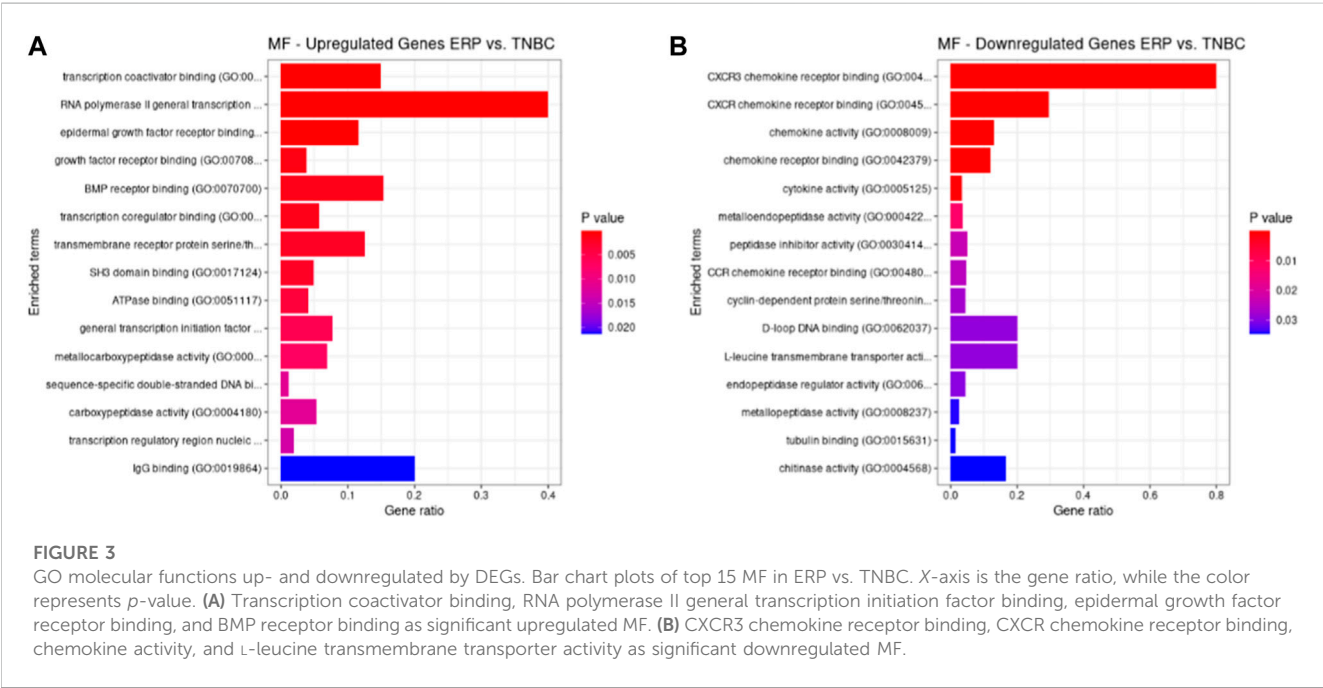 A
MF - Upregulated Genes ERP vs. TNBC
Enriched terms
transcription coactivator binding (GO:00...
RNA polymerase II general transcription ...
epidermal growth factor receptor binding...
growth factor receptor binding (GO:00708...
BMP receptor binding (GO:0070700)
transcription coregulator binding (GO:00...
transmembrane receptor protein serine/th...
SH3 domain binding (GO:0017124)
ATPase binding (GO:0051117)
general transcription initiation factor ...
metallocarboxypeptidase activity (GO:000...
sequence-specific double-stranded DNA bi...
carboxypeptidase activity (GO:0004180)
transcription regulatory region nucleic ...
IgG binding (GO:0019864)
0.0 0.1 0.2 0.3 0.4
Gene ratio
P value
0.005
0.010
0.015
0.020
B
MF - Downregulated Genes ERP vs. TNBC
Enriched terms
CXCR3 chemokine receptor binding (GO:004...
CXCR chemokine receptor binding (GO:0045...
chemokine activity (GO:0008009)
chemokine receptor binding (GO:0042379)
cytokine activity (GO:0005125)
metalloendopeptidase activity (GO:000422...
peptidase inhibitor activity (GO:0030414...
CCR chemokine receptor binding (GO:00480...
cyclin-dependent protein serine/threonin...
D-loop DNA binding (GO:0062037)
L-leucine transmembrane transporter acti...
endopeptidase regulator activity (GO:006...
metallopeptidase activity (GO:0008237)
tubulin binding (GO:0015631)
chitinase activity (GO:0004568)
0.0 0.2 0.4 0.6 0.8
Gene ratio
P value
0.01
0.02
0.03
FIGURE 3
GO molecular functions up- and downregulated by DEGs. Bar chart plots of top 15 MF in ERP vs. TNBC. X-axis is the gene ratio, while the color
represents p-value. (A) Transcription coactivator binding, RNA polymerase II general transcription initiation factor binding, epidermal growth factor
receptor binding, and BMP receptor binding as significant upregulated MF. (B) CXCR3 chemokine receptor binding, CXCR chemokine receptor binding,
chemokine activity, and L-leucine transmembrane transporter activity as significant downregulated MF.